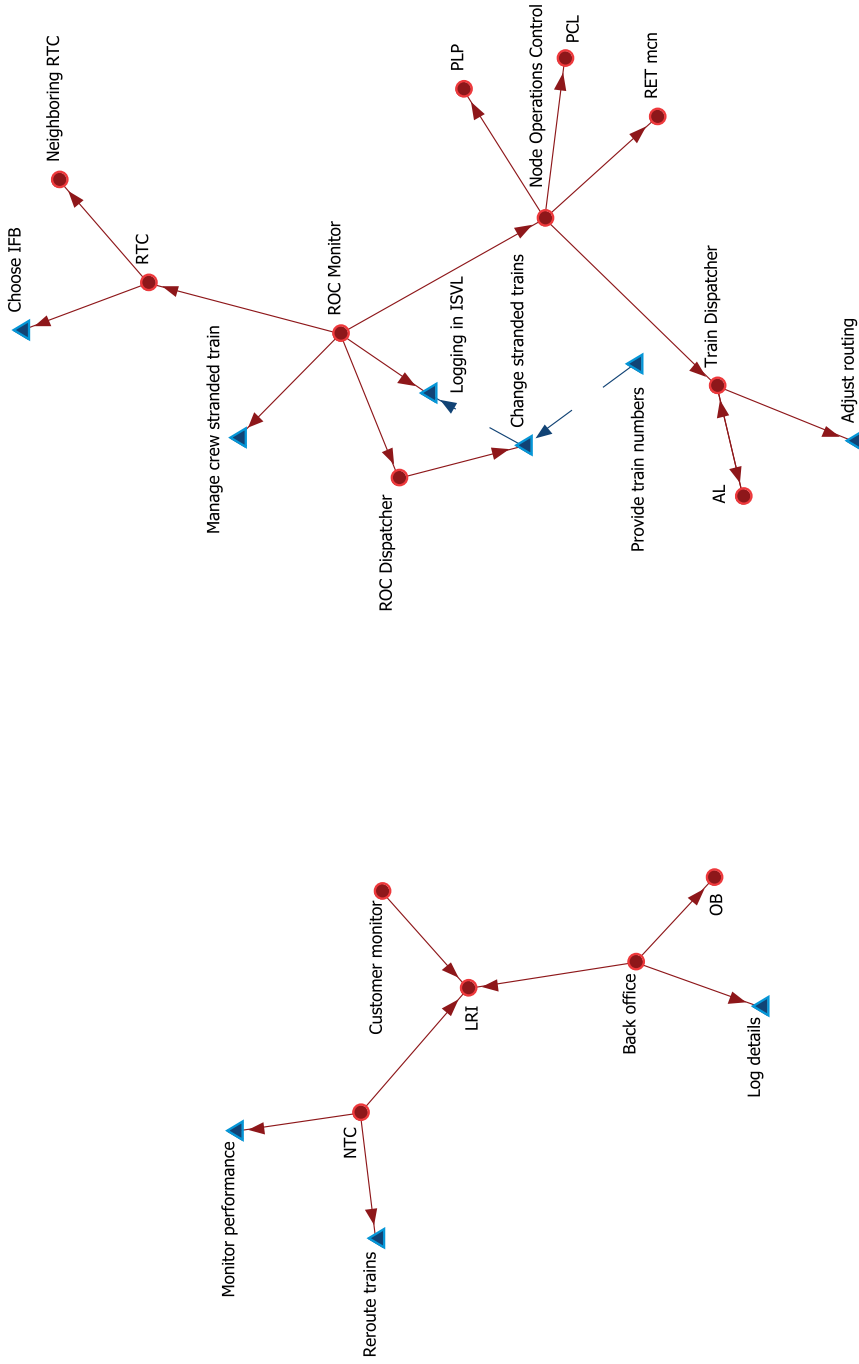 Choose IFB
Neighboring RTC
RTC
ROC Monitor
Manage crew stranded train
Logging in ISVL
Change stranded trains
ROC Dispatcher
Provide train numbers
Node Operations Control
PLP
PCL
RET mcn
Train Dispatcher
AL
Adjust routing
Customer monitor
LRI
NTC
Monitor performance
Reroute trains
Back office
OB
Log details